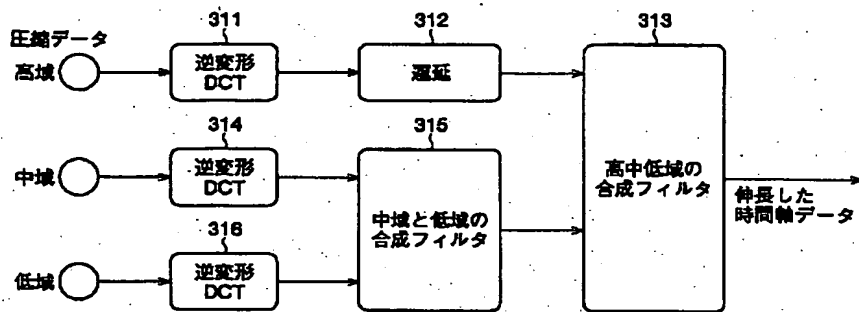 圧縮データ
高域
311
逆変形
DCT
312
遅延
313
高中低域の
合成フィルタ
伸長した
時間軸データ
中域
314
逆変形
DCT
315
中域と低域の
合成フィルタ
低域
316
逆変形
DCT